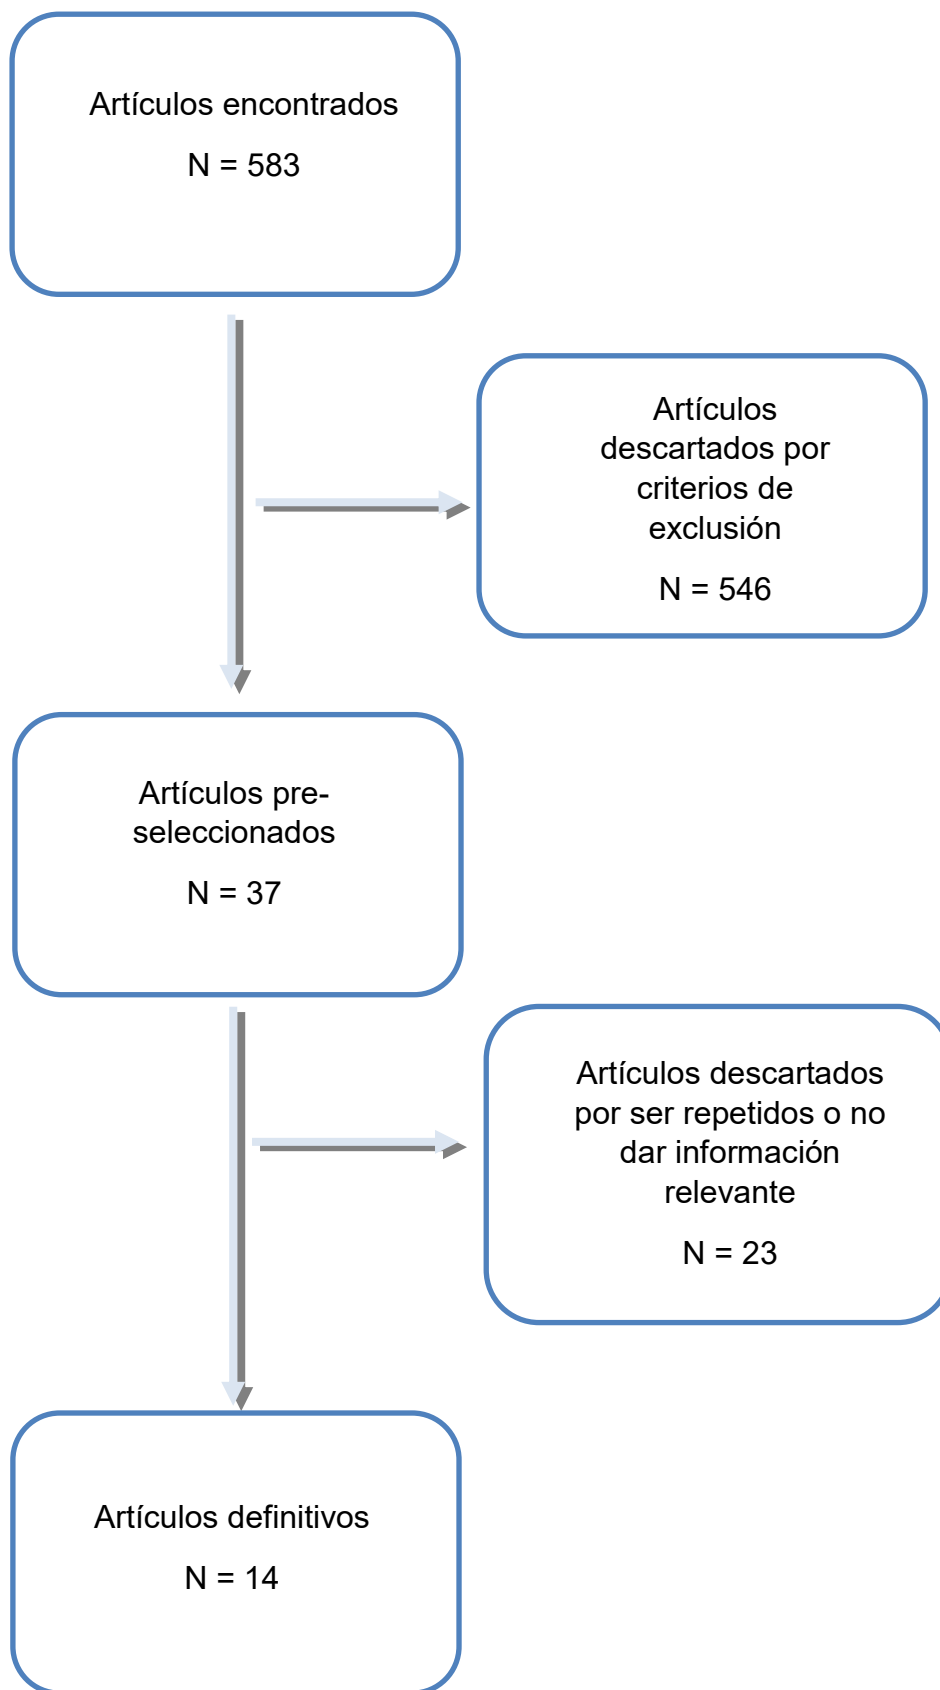 Artículos encontrados
N = 583
Artículos
descartados por
criterios de
exclusión
N = 546
Artículos pre-
seleccionados
N = 37
Artículos descartados
por ser repetidos o no
dar información
relevante
N = 23
Artículos definitivos
N = 14